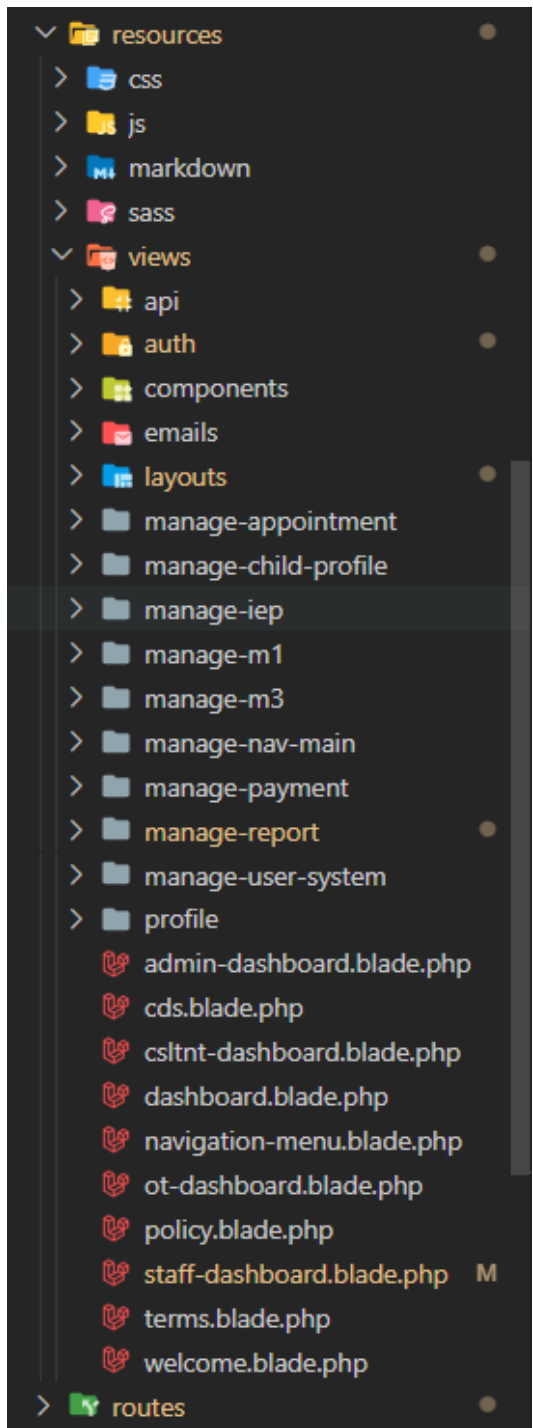 resources
css
js
markdown
sass
views
api
auth
components
emails
layouts
manage-appointment
manage-child-profile
manage-iep
manage-m1
manage-m3
manage-nav-main
manage-payment
manage-report
manage-user-system
profile
admin-dashboard.blade.php
cds.blade.php
csltnt-dashboard.blade.php
dashboard.blade.php
navigation-menu.blade.php
ot-dashboard.blade.php
policy.blade.php
staff-dashboard.blade.php M
terms.blade.php
welcome.blade.php
routes